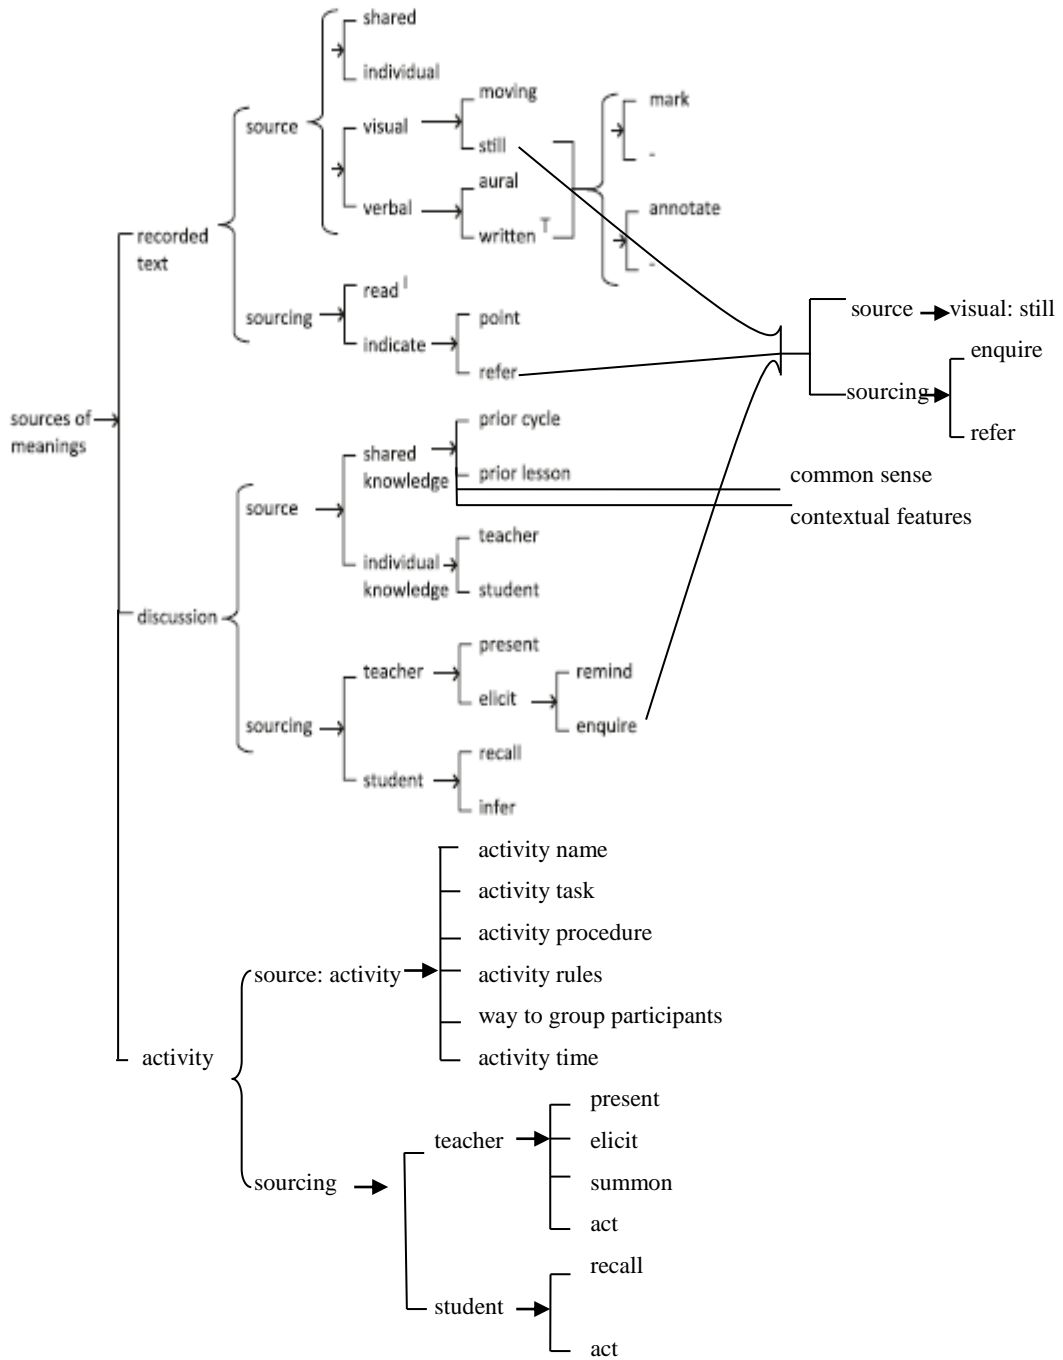 shared
individual
moving
mark
source
visual
still
-
aural
verbal
annotate
written T
recorded
text
-
read I
source
visual: still
sourcing
point
indicate
enquire
refer
sourcing
sources of
meanings
prior cycle
refer
shared
knowledge
prior lesson
common sense
source
contextual features
teacher
individual
knowledge
student
discussion
present
teacher
remind
elicit
sourcing
enquire
recall
student
infer
activity name
activity task
activity procedure
source: activity
activity rules
way to group participants
activity
activity time
present
teacher
elicit
sourcing
summon
act
recall
student
act